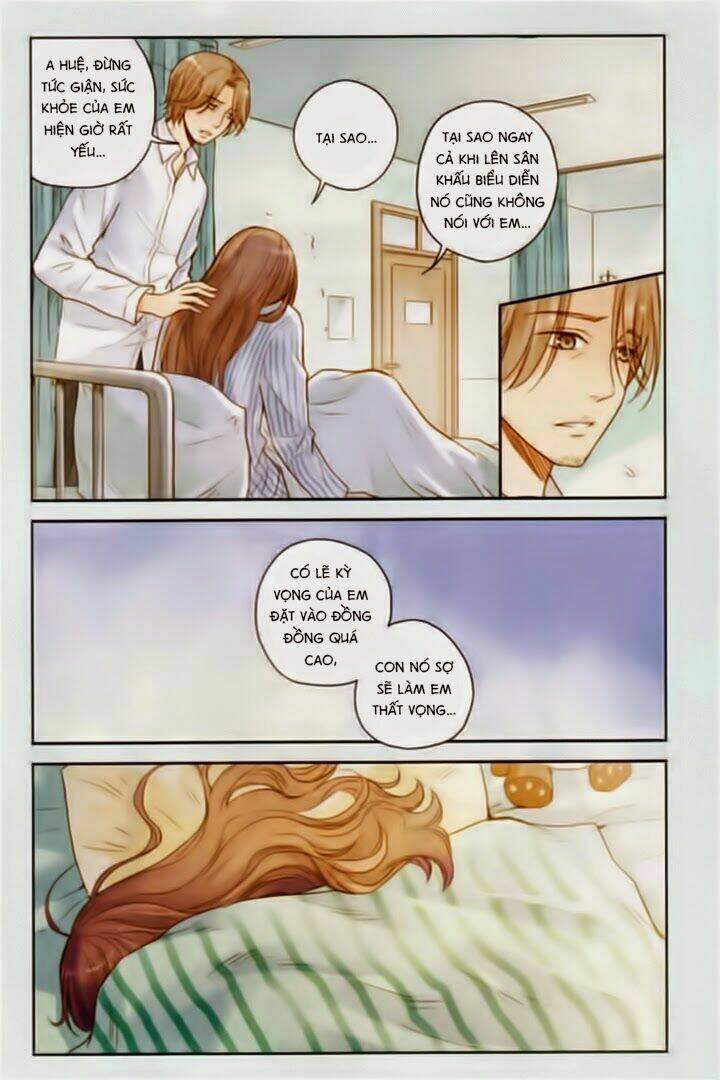 A HUỆ, ĐỪNG
TỨC GIẬN, SỨC
KHỎE CỦA EM
HIỆN GIỜ RẤT
YẾU...
TẠI SAO...
TẠI SAO NGAY
CẢ KHI LÊN SÂN
KHẤU BIỂU DIỄN
NÓ CŨNG KHÔNG
NÓI VỚI EM...
CÓ LẼ KỲ
VỌNG CỦA EM
ĐẶT VÀO ĐỒNG
ĐỒNG QUÁ
CAO,
CON NÓ SỢ
SẼ LÀM EM
THẤT VỌNG...